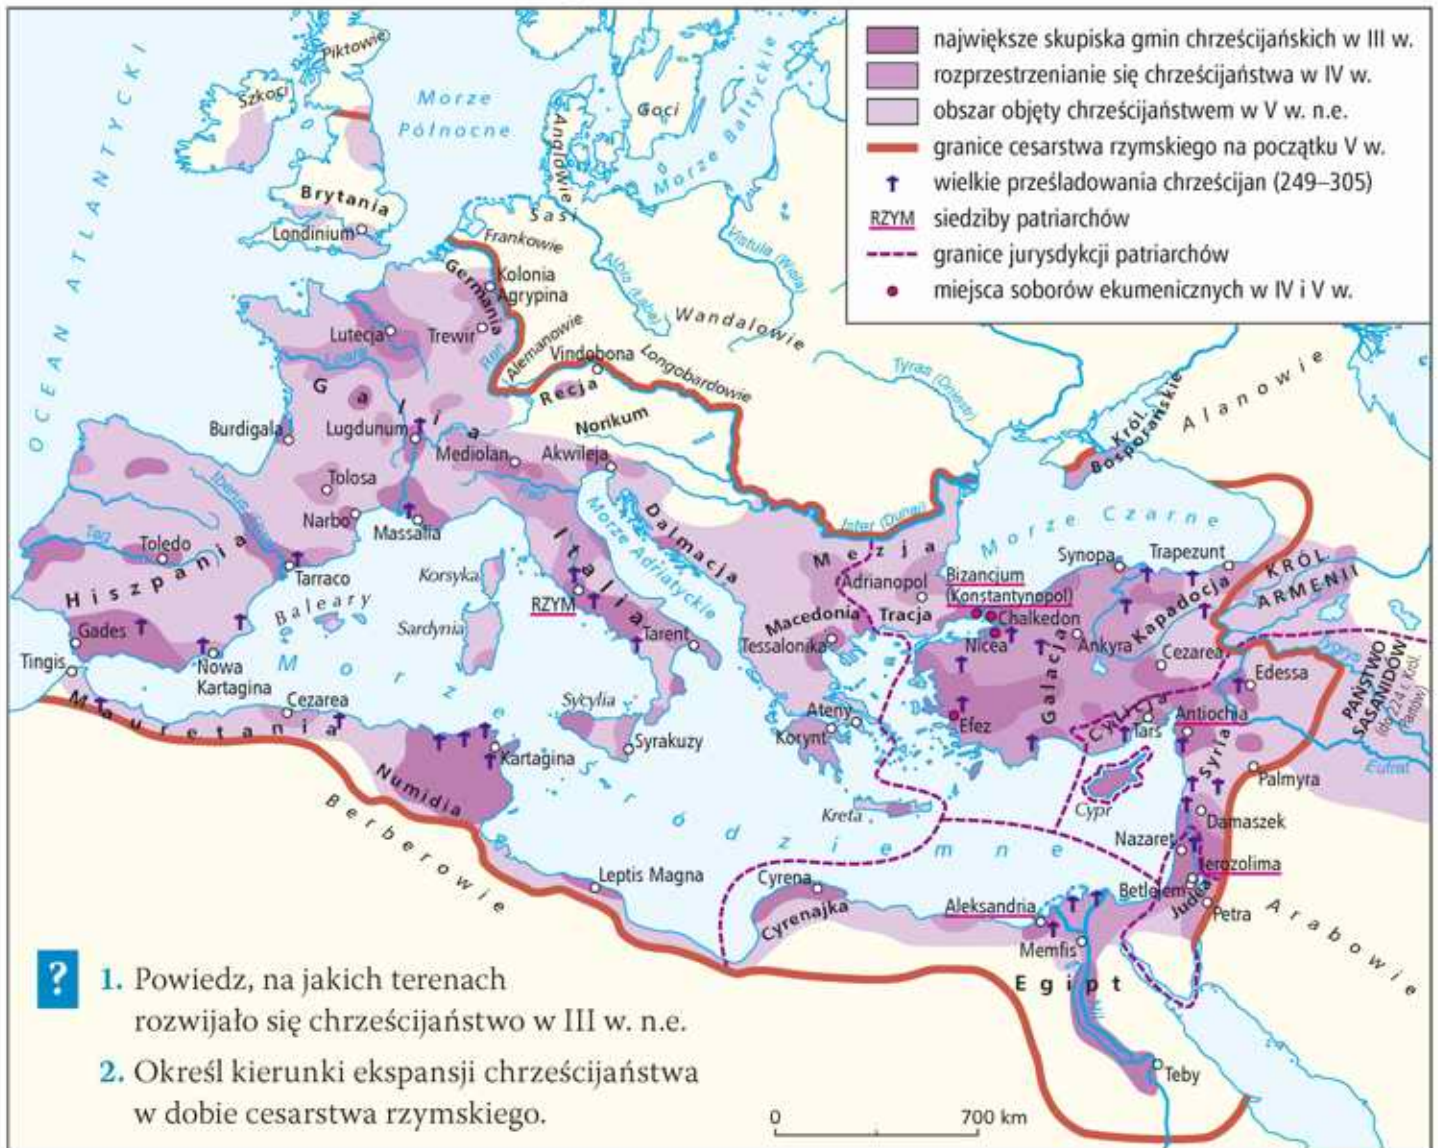 największe skupiska gmin chrześcijańskich w III w.
rozprzestrzenianie się chrześcijaństwa w IV w.
obszar objęty chrześcijaństwem w V w. n.e.
granice cesarstwa rzymskiego na początku V w.
wielkie prześladowania chrześcijan (249–305)
RZYM siedziby patriarchów
granice jurysdykcji patriarchów
miejsca soborów ekumenicznych w IV i V w.
OCEAN ATLANTYCKI
Piktowie
Szkoci
Morze
Północne
Goci
Anglowie
Morze Bałtyckie
Brytania
Londinium
Sasi
Frankowie
Albis (Łaba)
Vistula (Wisła)
Germania
Kolonia
Agrypina
Wandalowie
Lutecja
Trewir
Ren
Alemanowie
Vindobona
Longobardowie
Loara
Recja
Tyras (Dniestr)
Alanowie
Król.
Bosporańskie
Galia
Norikum
Burdigala
Lugdunum
Mediolan
Akwileja
Tolosa
Pad
Iberus
Narbo
Massalia
Morze Adriatyckie
Dalmacja
Ister (Dunaj)
Morze Czarne
Tag
Toledo
Hiszpania
Tarraco
Korsyka
Italia
Mezja
Synopa
Trapezunt
KRÓL.
ARMENII
Adrianopol
Bizancjum
(Konstantynopol)
Baleary
RZYM
Macedonia
Tracja
Chalkedon
Kapadocja
Gades
Sardynia
Tarent
Tessalonika
Nicea
Galacja
Ankyra
Cezarea
Tygrys
PAŃSTWO
SASANIDÓW
(do 224 r. Król.
Partów)
Tingis
Nowa
Kartagina
Edessa
Morze Śródziemne
Cezarea
Sycylia
Ateny
Efez
Cylicja
Antiochia
Mauretania
Tars
Korynt
Syrakuzy
Kartagina
Syria
Eufrat
Palmyra
Numidia
Kreta
Cypr
Damaszek
Berberowie
Nazaret
Jerozolima
Leptis Magna
Cyrena
Betlejem
Judea
Aleksandria
Petra
Cyrenajka
Arabowie
Memfis
Egipt
Nil
Teby
?
1. Powiedz, na jakich terenach
rozwijało się chrześcijaństwo w III w. n.e.
2. Określ kierunki ekspansji chrześcijaństwa
w dobie cesarstwa rzymskiego.
0 700 km